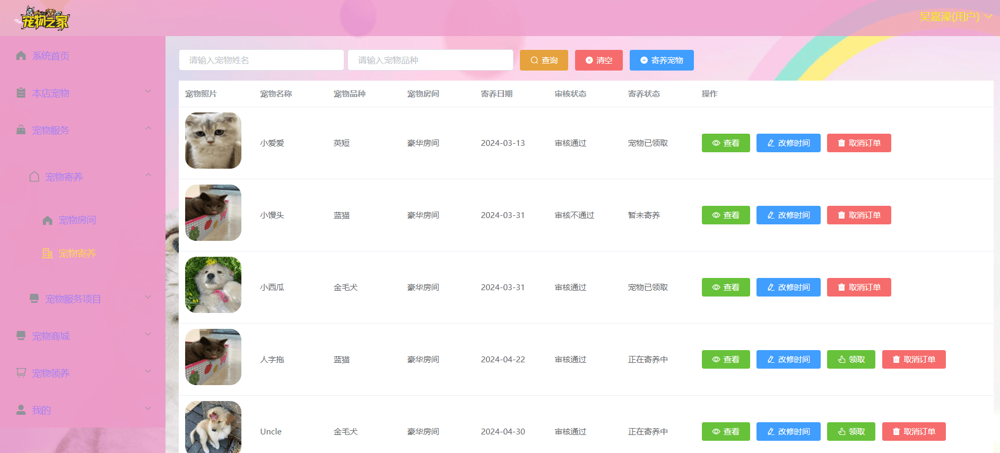 宠物之家
吴嘉濠(用户)
系统首页
本店宠物
宠物服务
宠物寄养
宠物房间
宠物寄养
宠物服务项目
宠物商城
宠物领养
我的
请输入宠物姓名 请输入宠物品种 查询 清空 寄养宠物
宠物照片 宠物名称 宠物品种 宠物房间 寄养日期 审核状态 寄养状态 操作
小爱爱 英短 豪华房间 2024-03-13 审核通过 宠物已领取 查看 改修时间 取消订单
小馒头 蓝猫 豪华房间 2024-03-31 审核不通过 暂未寄养 查看 改修时间 取消订单
小西瓜 金毛犬 豪华房间 2024-03-31 审核通过 宠物已领取 查看 改修时间 取消订单
人字拖 蓝猫 豪华房间 2024-04-22 审核通过 正在寄养中 查看 改修时间 领取 取消订单
Uncle 金毛犬 豪华房间 2024-04-30 审核通过 正在寄养中 查看 改修时间 领取 取消订单